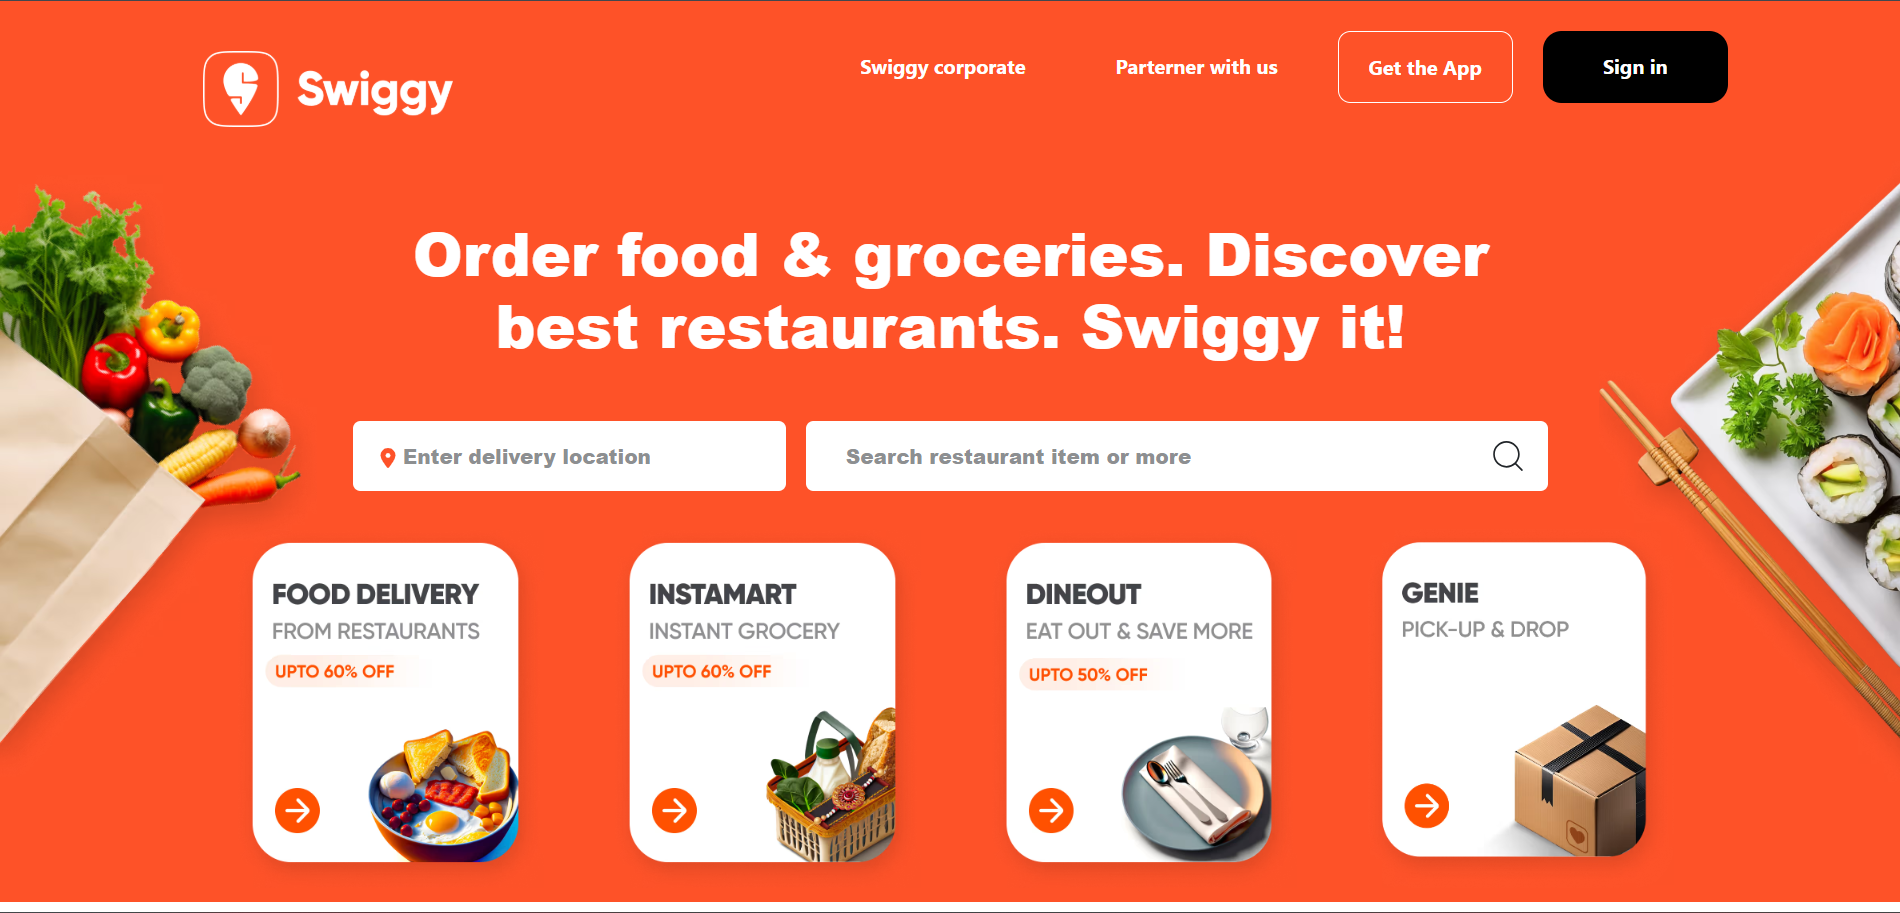 Swiggy
Swiggy corporate
Parterner with us
Get the App
Sign in
Order food & groceries. Discover
best restaurants. Swiggy it!
Enter delivery location
Search restaurant item or more
FOOD DELIVERY
FROM RESTAURANTS
UPTO 60% OFF
INSTAMART
INSTANT GROCERY
UPTO 60% OFF
DINEOUT
EAT OUT & SAVE MORE
UPTO 50% OFF
GENIE
PICK-UP & DROP